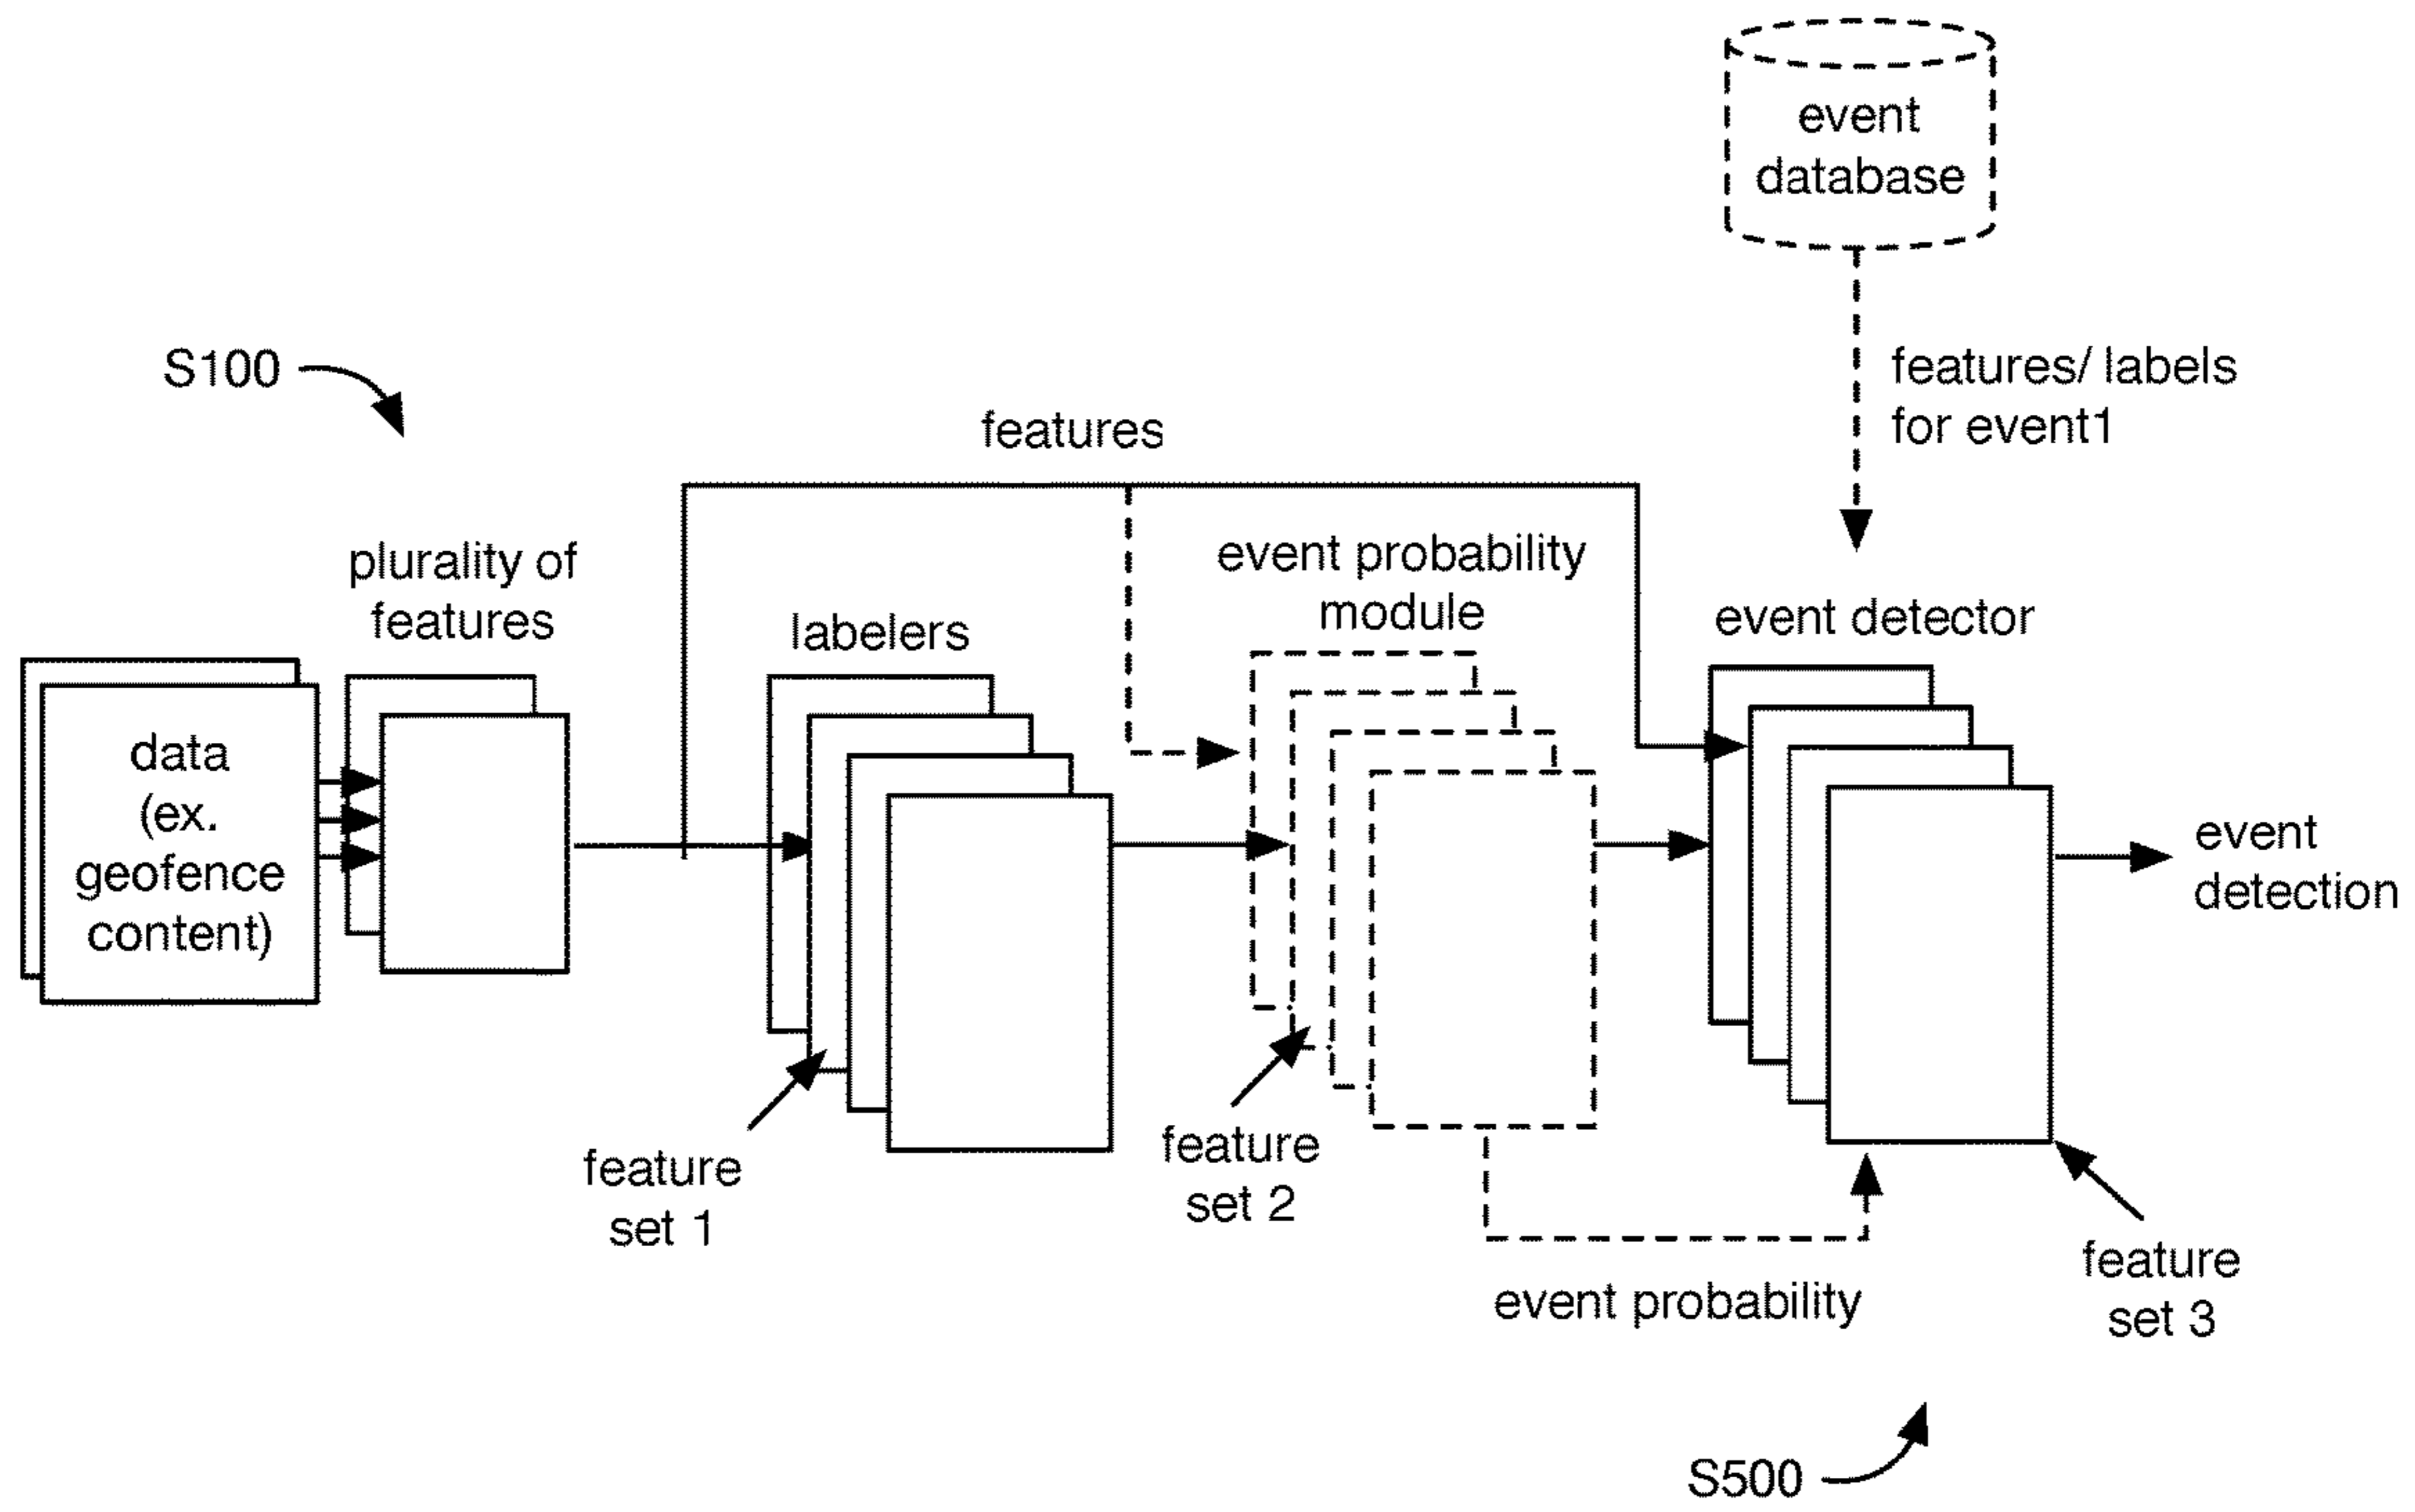 event
database
S100
features/ labels
for event1
features
plurality of
features
event probability
module
labelers
event detector
data
(ex.
geofence
content)
event
detection
feature
set 1
feature
set 2
event probability
feature
set 3
S500